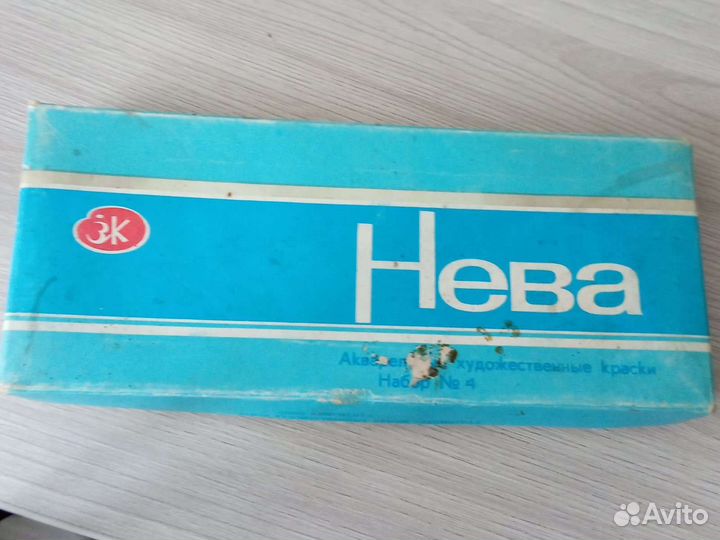 ЗК
Нева
художественные краски
Набор № 4
Avito